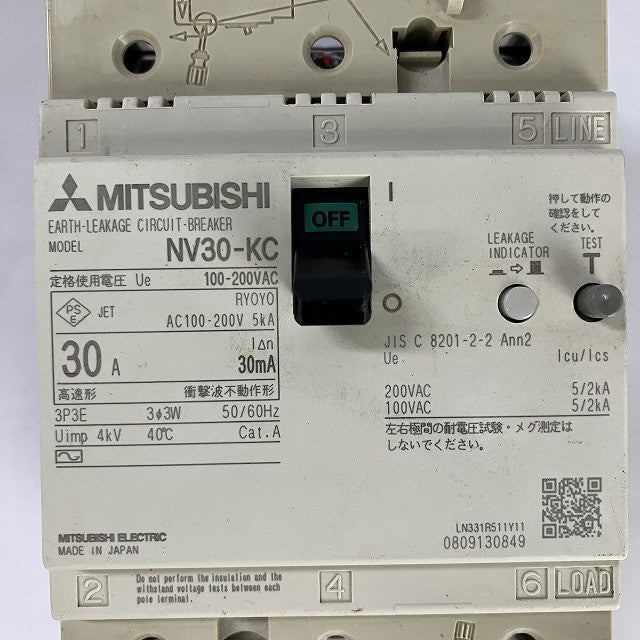 1 3 5 LINE
MITSUBISHI
EARTH-LEAKAGE CIRCUIT-BREAKER
MODEL NV30-KC
定格使用電圧 Ue 100-200VAC
PS E JET RYOYO
AC100-200V 5kA
30A I△n
30mA
高速形 衝撃波不動作形
3P3E 3φ3W 50/60Hz
Uimp 4kV 40℃ Cat.A
MITSUBISHI ELECTRIC
MADE IN JAPAN
OFF
I
O
押して動作の
確認をして
ください
LEAKAGE
INDICATOR
TEST
T
JIS C 8201-2-2 Ann2
Ue Icu/Ics
200VAC 5/2kA
100VAC 5/2kA
左右極間の耐電圧試験・メグ測定は
しないでください。
LN331R511Y11
0809130849
2 4 6 LOAD
Do not perform the insulation and the
withstand voltage tests between each
pole terminal.